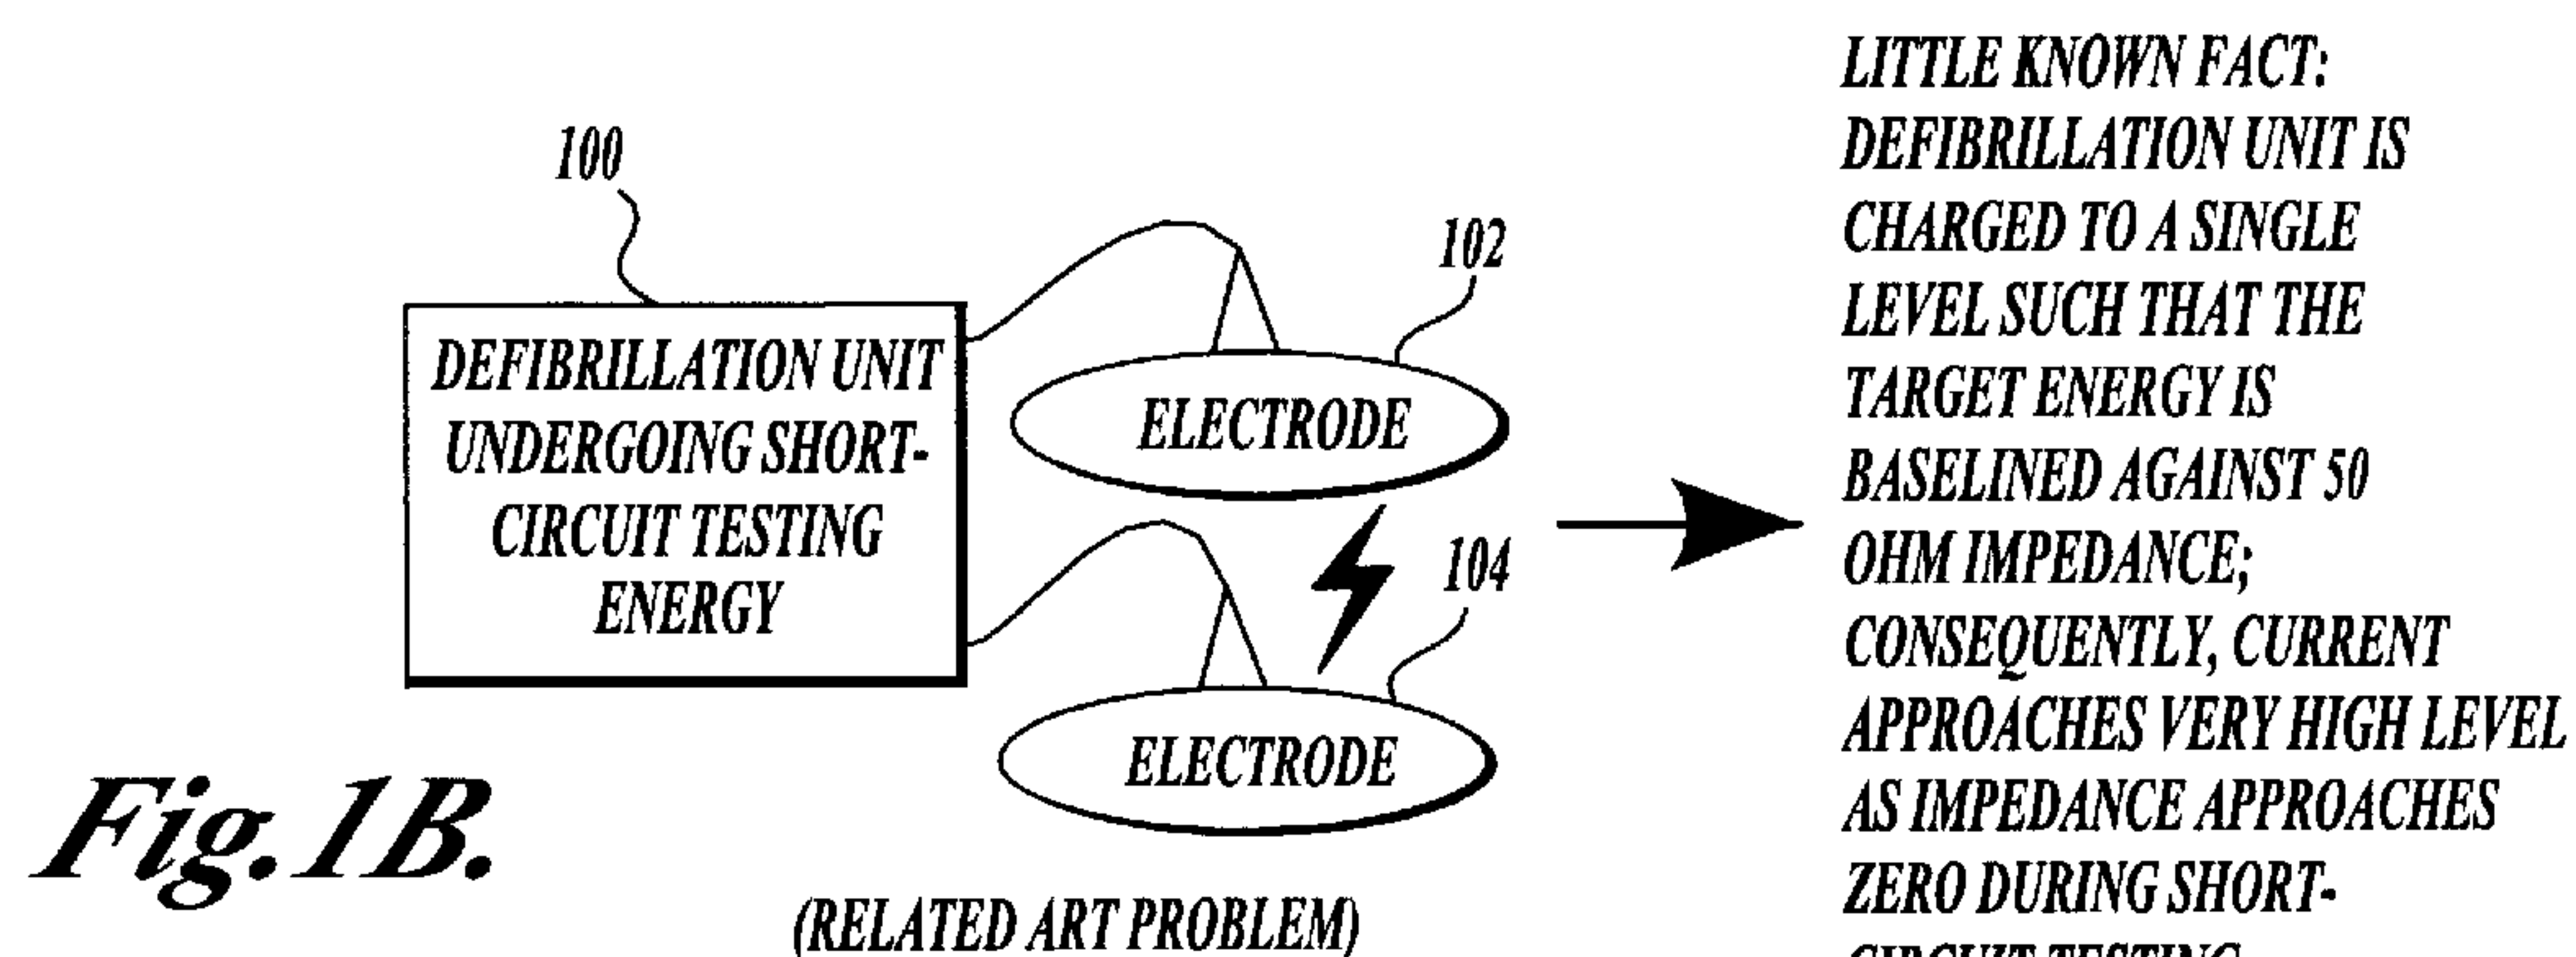 100
102
DEFIBRILLATION UNIT
UNDERGOING SHORT-
CIRCUIT TESTING
ENERGY
ELECTRODE
104
ELECTRODE
Fig.1B.
(RELATED ART PROBLEM)
LITTLE KNOWN FACT:
DEFIBRILLATION UNIT IS
CHARGED TO A SINGLE
LEVEL SUCH THAT THE
TARGET ENERGY IS
BASELINED AGAINST 50
OHM IMPEDANCE;
CONSEQUENTLY, CURRENT
APPROACHES VERY HIGH LEVEL
AS IMPEDANCE APPROACHES
ZERO DURING SHORT-
CIRCUIT TESTING